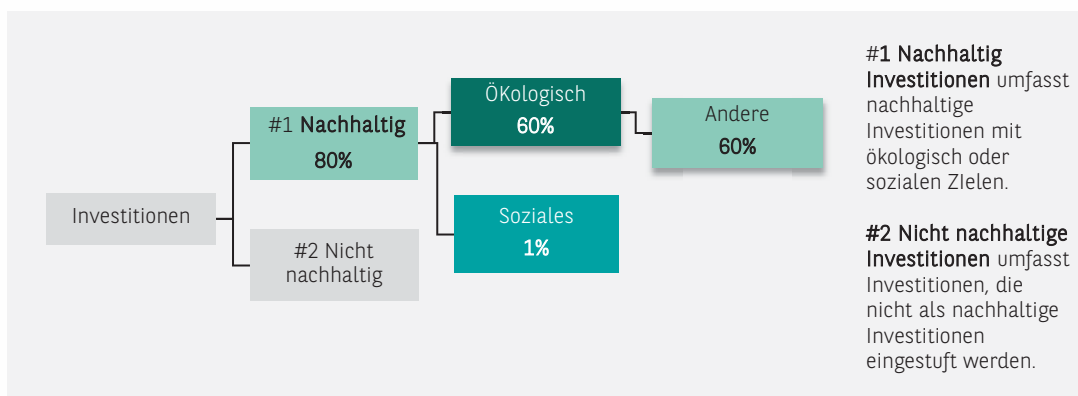 Investitionen
#1 Nachhaltig
80%
#2 Nicht
nachhaltig
ÖKologisch
60%
Soziales
1%
Andere
60%
#1 Nachhaltig
Investitionen umfasst
nachhaltige
Investitionen mit
ökologisch oder
sozialen ZIelen.
#2 Nicht nachhaltige
Investitionen umfasst
Investitionen, die
nicht als nachhaltige
Investitionen
eingestuft werden.